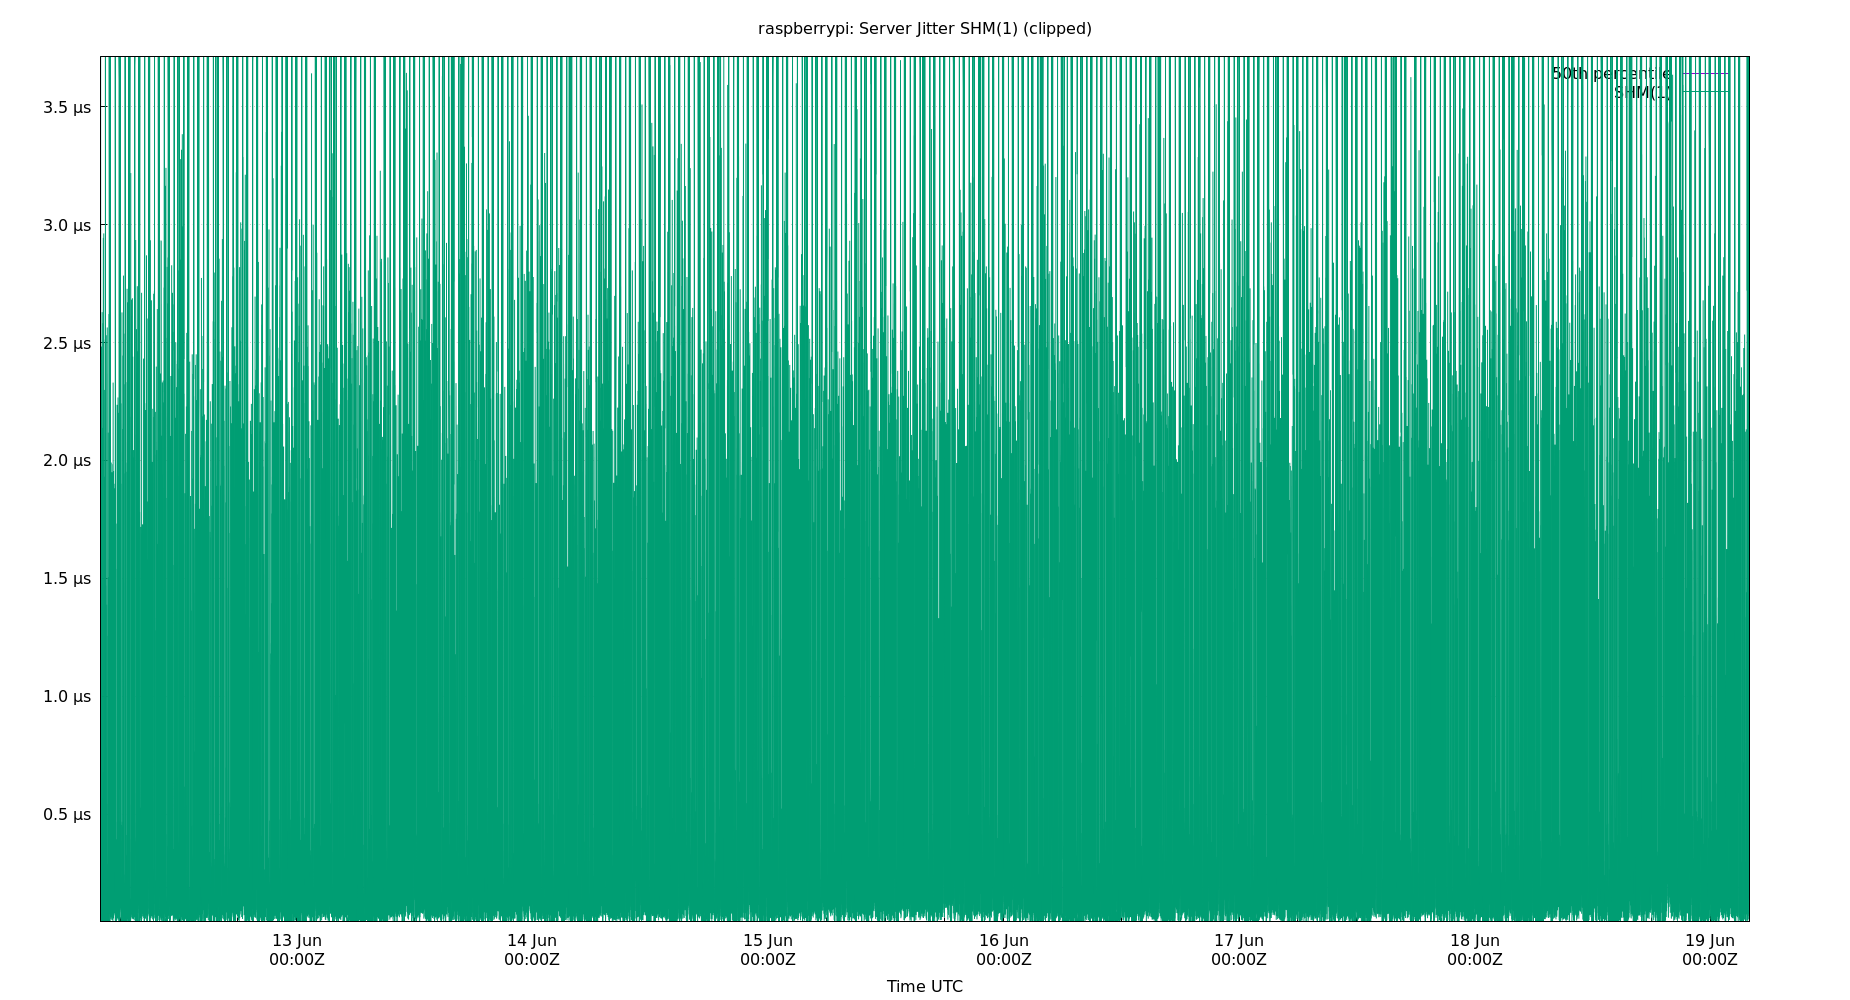 raspberrypi: Server Jitter SHM(1) (clipped)
50th percentile
SHM(1)
3.5 µs
3.0 µs
2.5 µs
2.0 µs
1.5 µs
1.0 µs
0.5 µs
13 Jun 14 Jun 15 Jun 16 Jun 17 Jun 18 Jun 19 Jun
00:00Z 00:00Z 00:00Z 00:00Z 00:00Z 00:00Z 00:00Z
Time UTC